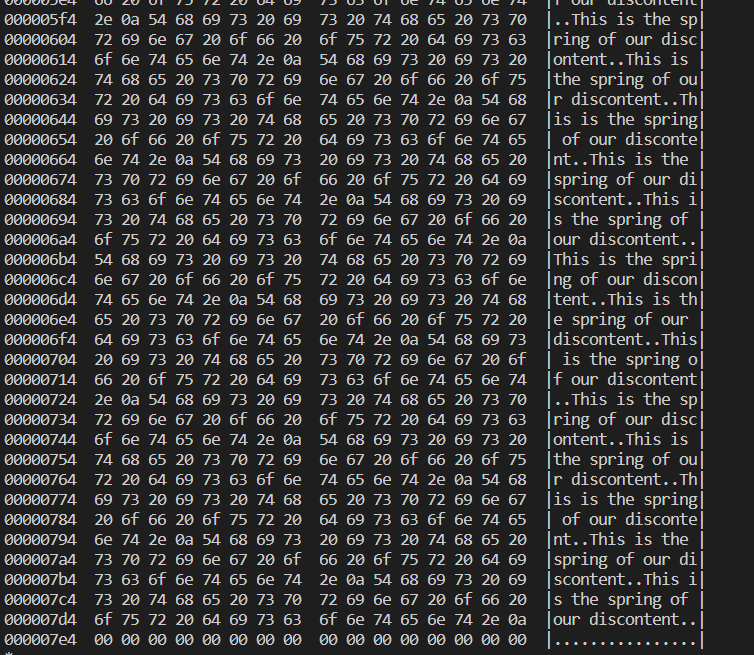 000005e4 66 20 6f 75 72 20 64 69  73 63 6f 6e 74 65 6e 74  |f our discontent|
000005f4 2e 0a 54 68 69 73 20 69  73 20 74 68 65 20 73 70  |..This is the sp|
00000604 72 69 6e 67 20 6f 66 20  6f 75 72 20 64 69 73 63  |ring of our disc|
00000614 6f 6e 74 65 6e 74 2e 0a  54 68 69 73 20 69 73 20  |ontent..This is |
00000624 74 68 65 20 73 70 72 69  6e 67 20 6f 66 20 6f 75  |the spring of ou|
00000634 72 20 64 69 73 63 6f 6e  74 65 6e 74 2e 0a 54 68  |r discontent..Th|
00000644 69 73 20 69 73 20 74 68  65 20 73 70 72 69 6e 67  |is is the spring|
00000654 20 6f 66 20 6f 75 72 20  64 69 73 63 6f 6e 74 65  | of our disconte|
00000664 6e 74 2e 0a 54 68 69 73  20 69 73 20 74 68 65 20  |nt..This is the |
00000674 73 70 72 69 6e 67 20 6f  66 20 6f 75 72 20 64 69  |spring of our di|
00000684 73 63 6f 6e 74 65 6e 74  2e 0a 54 68 69 73 20 69  |scontent..This i|
00000694 73 20 74 68 65 20 73 70  72 69 6e 67 20 6f 66 20  |s the spring of |
000006a4 6f 75 72 20 64 69 73 63  6f 6e 74 65 6e 74 2e 0a  |our discontent..|
000006b4 54 68 69 73 20 69 73 20  74 68 65 20 73 70 72 69  |This is the spri|
000006c4 6e 67 20 6f 66 20 6f 75  72 20 64 69 73 63 6f 6e  |ng of our discon|
000006d4 74 65 6e 74 2e 0a 54 68  69 73 20 69 73 20 74 68  |tent..This is th|
000006e4 65 20 73 70 72 69 6e 67  20 6f 66 20 6f 75 72 20  |e spring of our |
000006f4 64 69 73 63 6f 6e 74 65  6e 74 2e 0a 54 68 69 73  |discontent..This|
00000704 20 69 73 20 74 68 65 20  73 70 72 69 6e 67 20 6f  | is the spring o|
00000714 66 20 6f 75 72 20 64 69  73 63 6f 6e 74 65 6e 74  |f our discontent|
00000724 2e 0a 54 68 69 73 20 69  73 20 74 68 65 20 73 70  |..This is the sp|
00000734 72 69 6e 67 20 6f 66 20  6f 75 72 20 64 69 73 63  |ring of our disc|
00000744 6f 6e 74 65 6e 74 2e 0a  54 68 69 73 20 69 73 20  |ontent..This is |
00000754 74 68 65 20 73 70 72 69  6e 67 20 6f 66 20 6f 75  |the spring of ou|
00000764 72 20 64 69 73 63 6f 6e  74 65 6e 74 2e 0a 54 68  |r discontent..Th|
00000774 69 73 20 69 73 20 74 68  65 20 73 70 72 69 6e 67  |is is the spring|
00000784 20 6f 66 20 6f 75 72 20  64 69 73 63 6f 6e 74 65  | of our disconte|
00000794 6e 74 2e 0a 54 68 69 73  20 69 73 20 74 68 65 20  |nt..This is the |
000007a4 73 70 72 69 6e 67 20 6f  66 20 6f 75 72 20 64 69  |spring of our di|
000007b4 73 63 6f 6e 74 65 6e 74  2e 0a 54 68 69 73 20 69  |scontent..This i|
000007c4 73 20 74 68 65 20 73 70  72 69 6e 67 20 6f 66 20  |s the spring of |
000007d4 6f 75 72 20 64 69 73 63  6f 6e 74 65 6e 74 2e 0a  |our discontent..|
000007e4 00 00 00 00 00 00 00 00  00 00 00 00 00 00 00 00  |................|
*